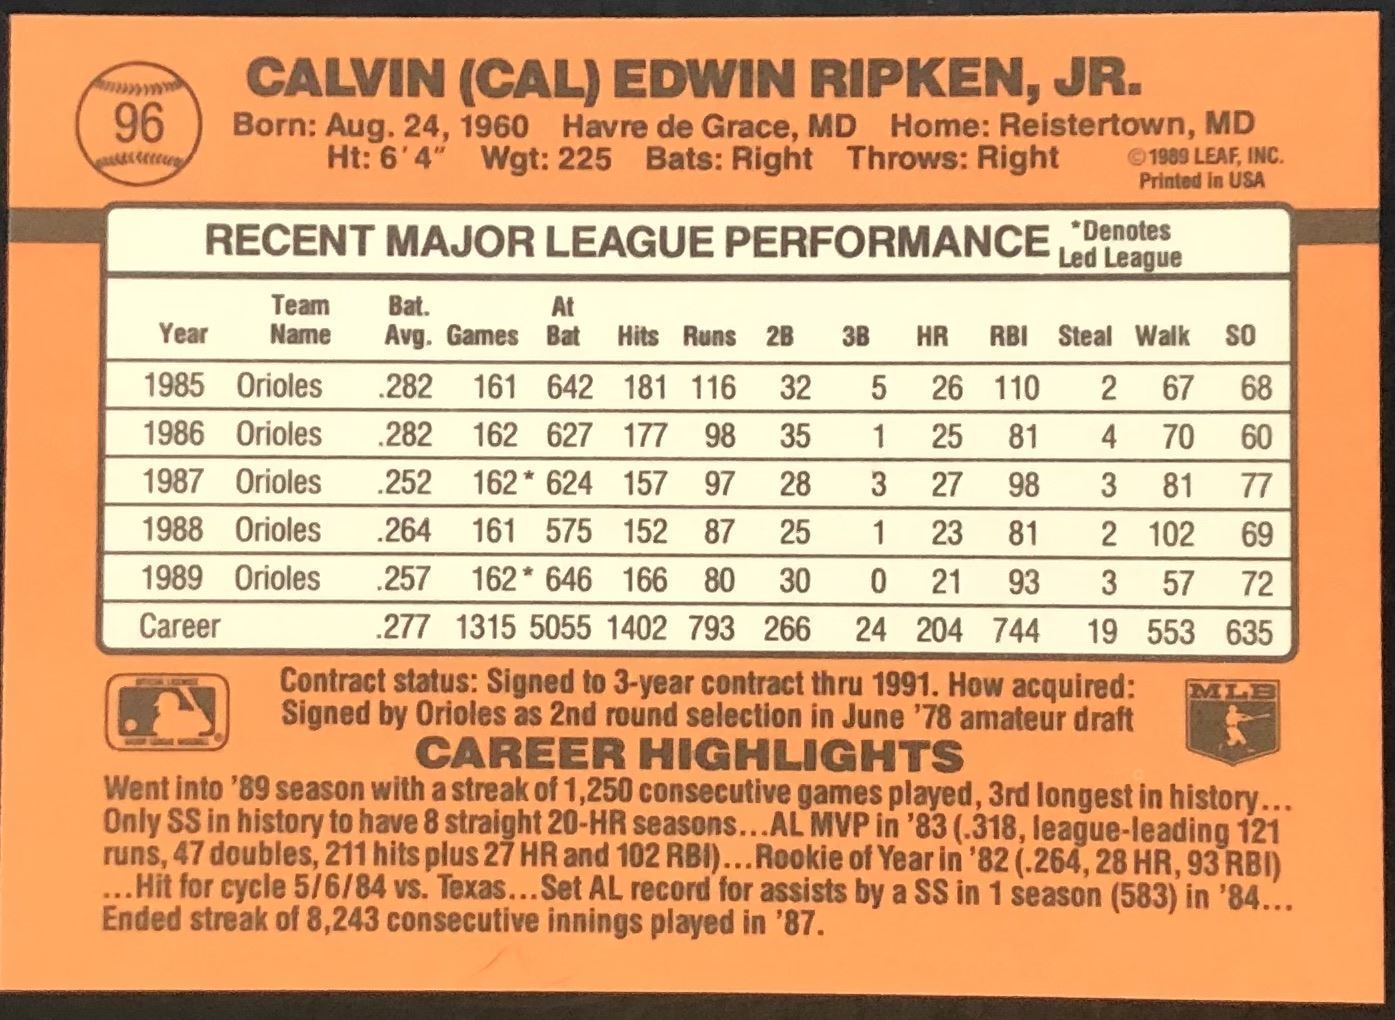 96
CALVIN (CAL) EDWIN RIPKEN, JR.
Born: Aug. 24, 1960 Havre de Grace, MD Home: Reistertown, MD
Ht: 6'4" Wgt: 225 Bats: Right Throws: Right
©1989 LEAF, INC.
Printed in USA
RECENT MAJOR LEAGUE PERFORMANCE *Denotes Led League
Year Team Name Bat. Avg. Games At Bat Hits Runs 2B 3B HR RBI Steal Walk SO
1985 Orioles .282 161 642 181 116 32 5 26 110 2 67 68
1986 Orioles .282 162 627 177 98 35 1 25 81 4 70 60
1987 Orioles .252 162* 624 157 97 28 3 27 98 3 81 77
1988 Orioles .264 161 575 152 87 25 1 23 81 2 102 69
1989 Orioles .257 162* 646 166 80 30 0 21 93 3 57 72
Career .277 1315 5055 1402 793 266 24 204 744 19 553 635
Contract status: Signed to 3-year contract thru 1991. How acquired:
Signed by Orioles as 2nd round selection in June '78 amateur draft
MLB
CAREER HIGHLIGHTS
Went into '89 season with a streak of 1,250 consecutive games played, 3rd longest in history...
Only SS in history to have 8 straight 20-HR seasons...AL MVP in '83 (.318, league-leading 121
runs, 47 doubles, 211 hits plus 27 HR and 102 RBI)...Rookie of Year in '82 (.264, 28 HR, 93 RBI)
...Hit for cycle 5/6/84 vs. Texas...Set AL record for assists by a SS in 1 season (583) in '84...
Ended streak of 8,243 consecutive innings played in '87.